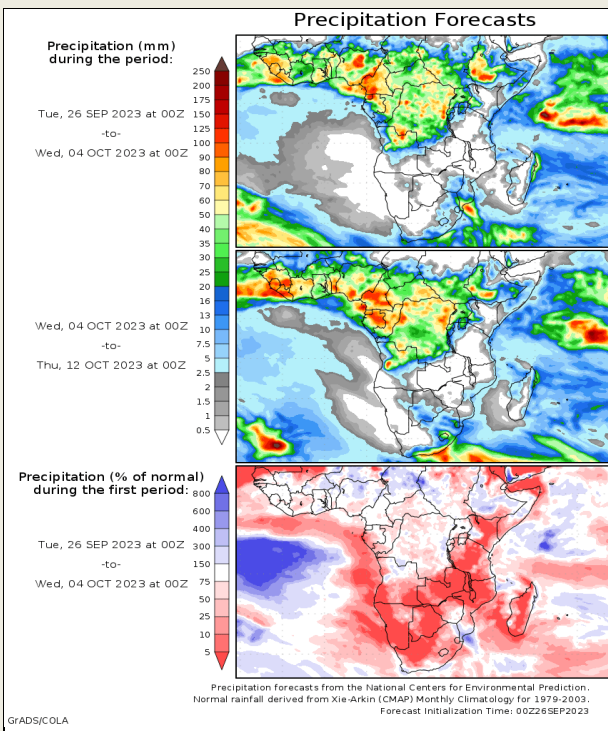 Precipitation Forecasts
Precipitation (mm)
during the period:
Tue, 26 SEP 2023 at 00Z
-to-
Wed, 04 OCT 2023 at 00Z
250
200
175
150
125
100
90
80
70
60
50
40
35
30
25
20
16
13
10
7.5
5
2.5
2
1.5
1
0.5
Wed, 04 OCT 2023 at 00Z
-to-
Thu, 12 OCT 2023 at 00Z
Precipitation (% of normal)
during the first period:
Tue, 26 SEP 2023 at 00Z
-to-
Wed, 04 OCT 2023 at 00Z
800
600
400
300
150
75
50
25
10
5
Precipitation forecasts from the National Centers for Environmental Prediction.
Normal rainfall derived from Xie-Arkin (CMAP) Monthly Climatology for 1979-2003.
Forecast Initialization Time: 00Z26SEP2023
GrADS/COLA